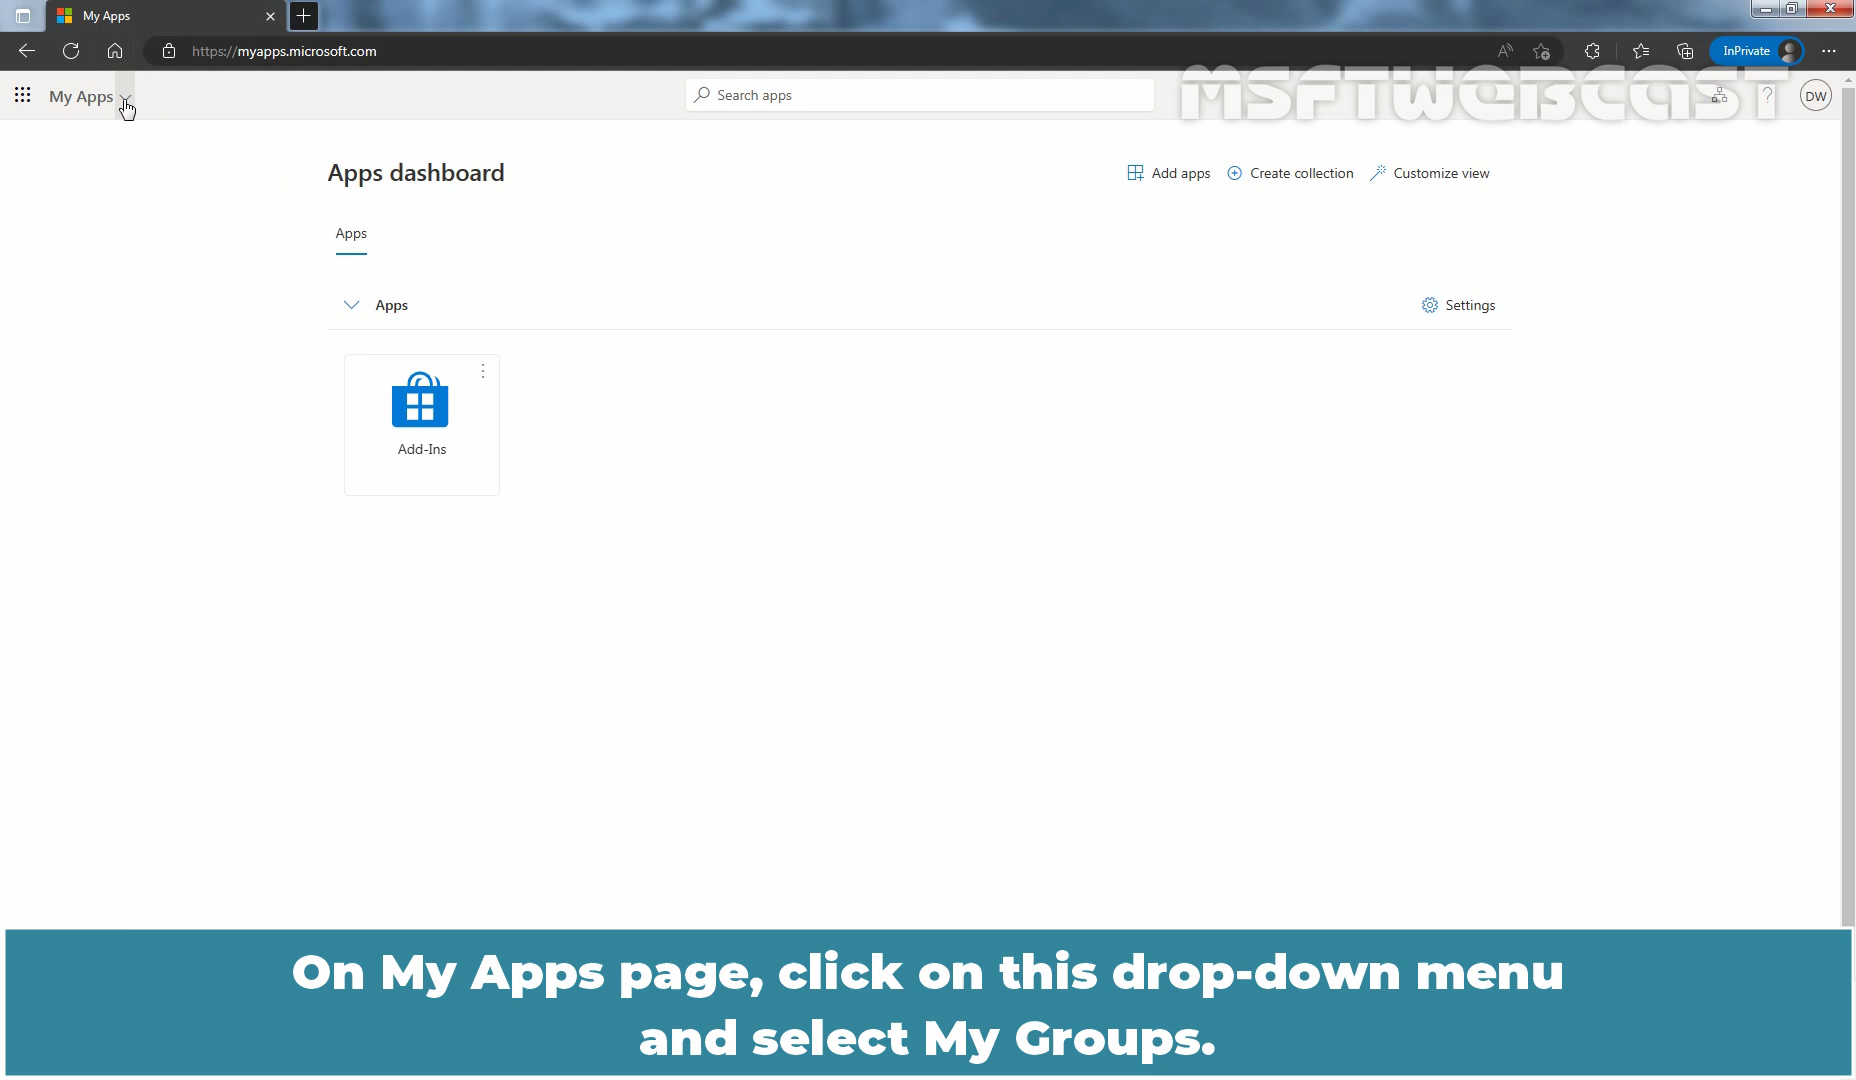 My Apps
https://myapps.microsoft.com
InPrivate
My Apps
Search apps
MSFTWEBCAST
DW
Apps dashboard
Add apps
Create collection
Customize view
Apps
Apps
Settings
Add-Ins
On My Apps page, click on this drop-down menu
and select My Groups.